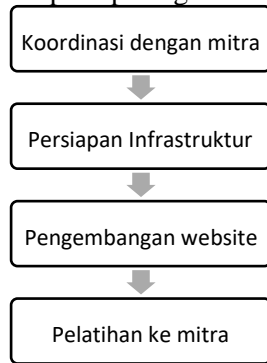 Koordinasi dengan mitra
Persiapan Infrastruktur
Pengembangan website
Pelatihan ke mitra